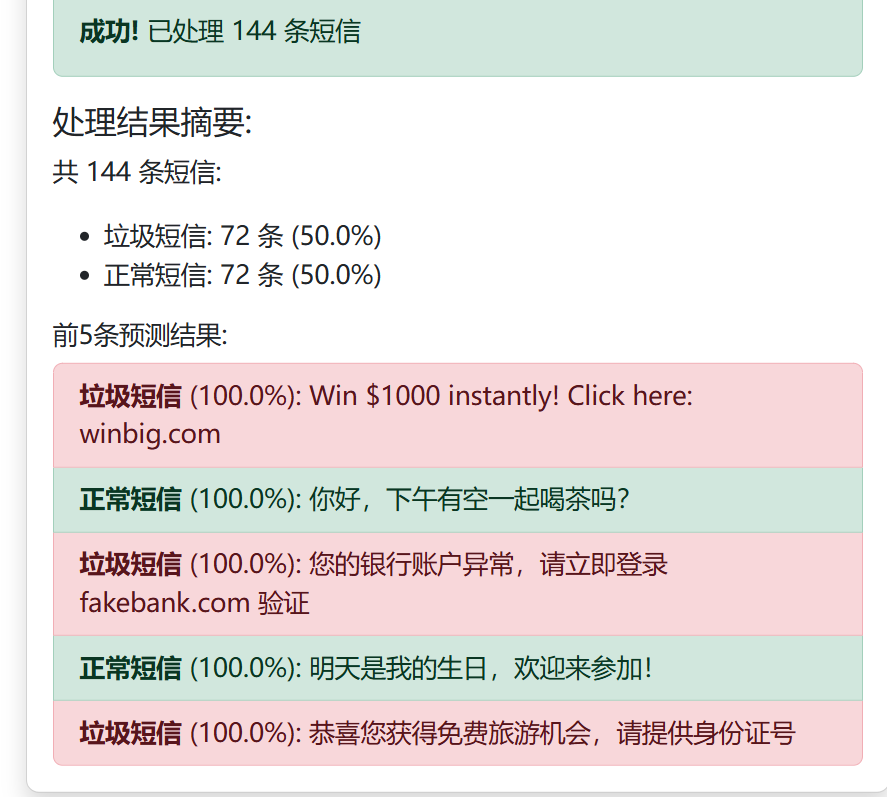 成功! 已处理 144 条短信
处理结果摘要:
共 144 条短信:
垃圾短信: 72 条 (50.0%)
正常短信: 72 条 (50.0%)
前5条预测结果:
垃圾短信 (100.0%): Win $1000 instantly! Click here:
winbig.com
正常短信 (100.0%): 你好，下午有空一起喝茶吗？
垃圾短信 (100.0%): 您的银行账户异常，请立即登录
fakebank.com 验证
正常短信 (100.0%): 明天是我的生日，欢迎来参加！
垃圾短信 (100.0%): 恭喜您获得免费旅游机会，请提供身份证号